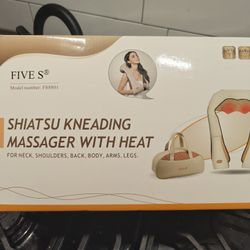 FIVE S®
Model number: FS8801
SHIATSU KNEADING
MASSAGER WITH HEAT
FOR NECK, SHOULDERS, BACK, BODY, ARMS, LEGS.